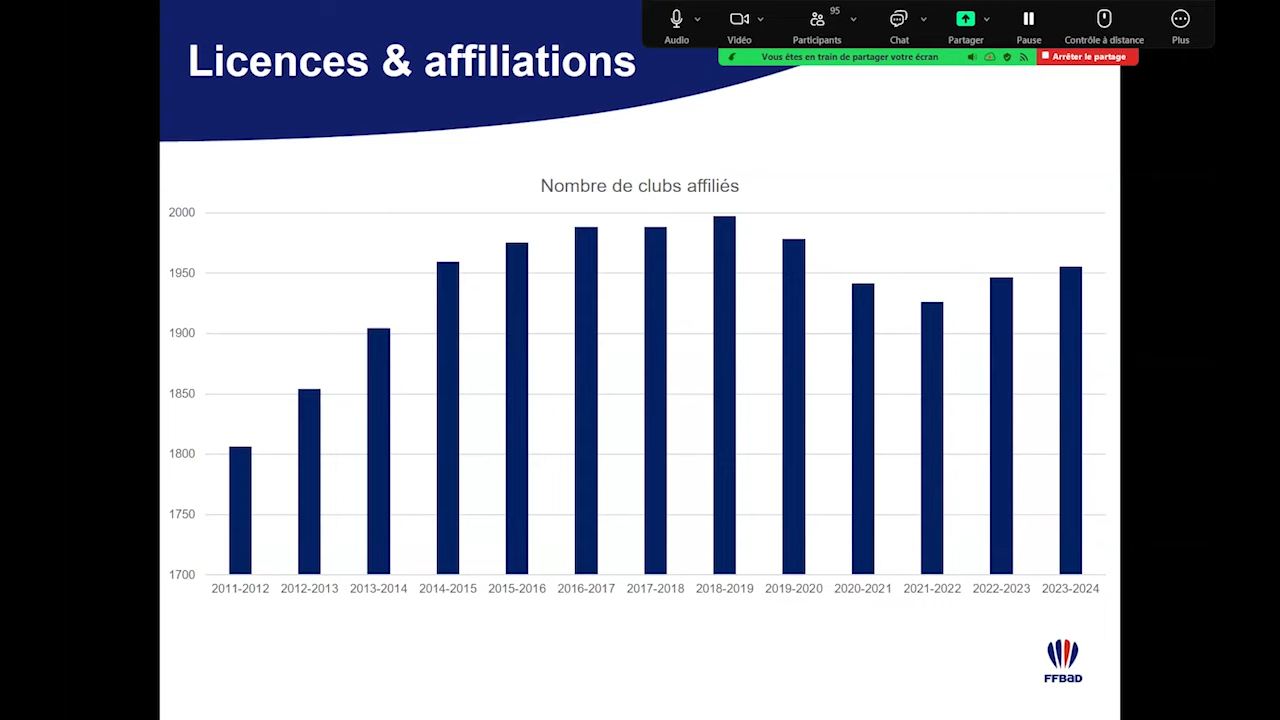 95
Audio
Vidéo
Participants
Chat
Partager
Pause
Contrôle à distance
Plus
Vous êtes en train de partager votre écran
Arrêter le partage
Licences & affiliations
Nombre de clubs affiliés
2000
1950
1900
1850
1800
1750
1700
2011-2012 2012-2013 2013-2014 2014-2015 2015-2016 2016-2017 2017-2018 2018-2019 2019-2020 2020-2021 2021-2022 2022-2023 2023-2024
FFBaD